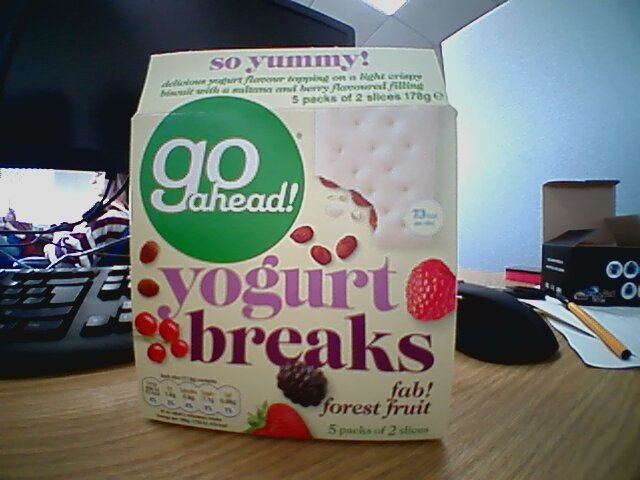 so yummy!
delicious yogurt flavour topping on a light crispy
biscuit with a sultana and berry flavoured filling
5 packs of 2 slices 178g e
go
ahead!
73
yogurt
breaks
fab!
forest fruit
5 packs of 2 slices